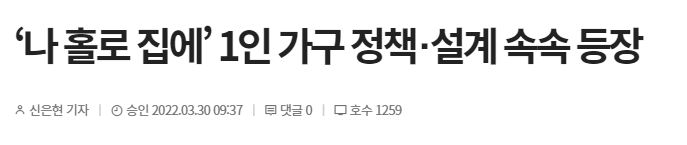 ‘나 홀로 집에’ 1인 가구 정책·설계 속속 등장
신은현 기자 | 승인 2022.03.30 09:37 | 댓글 0 | 호수 1259